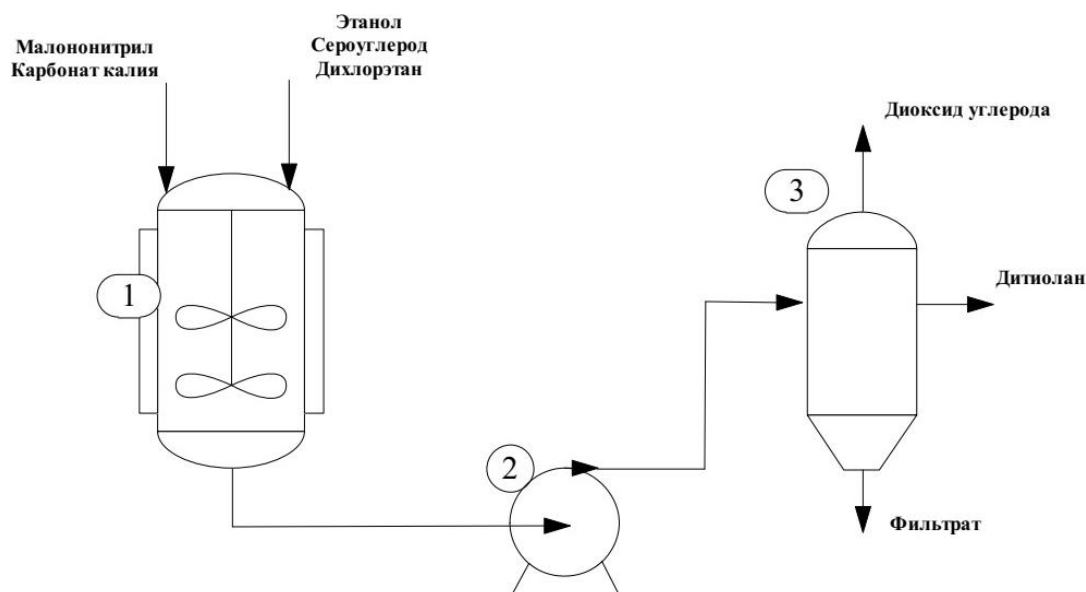 Малононитрил
Карбонат калия
Этанол
Сероуглерод
Дихлорэтан
1
2
3
Диоксид углерода
Дитиолан
Фильтрат